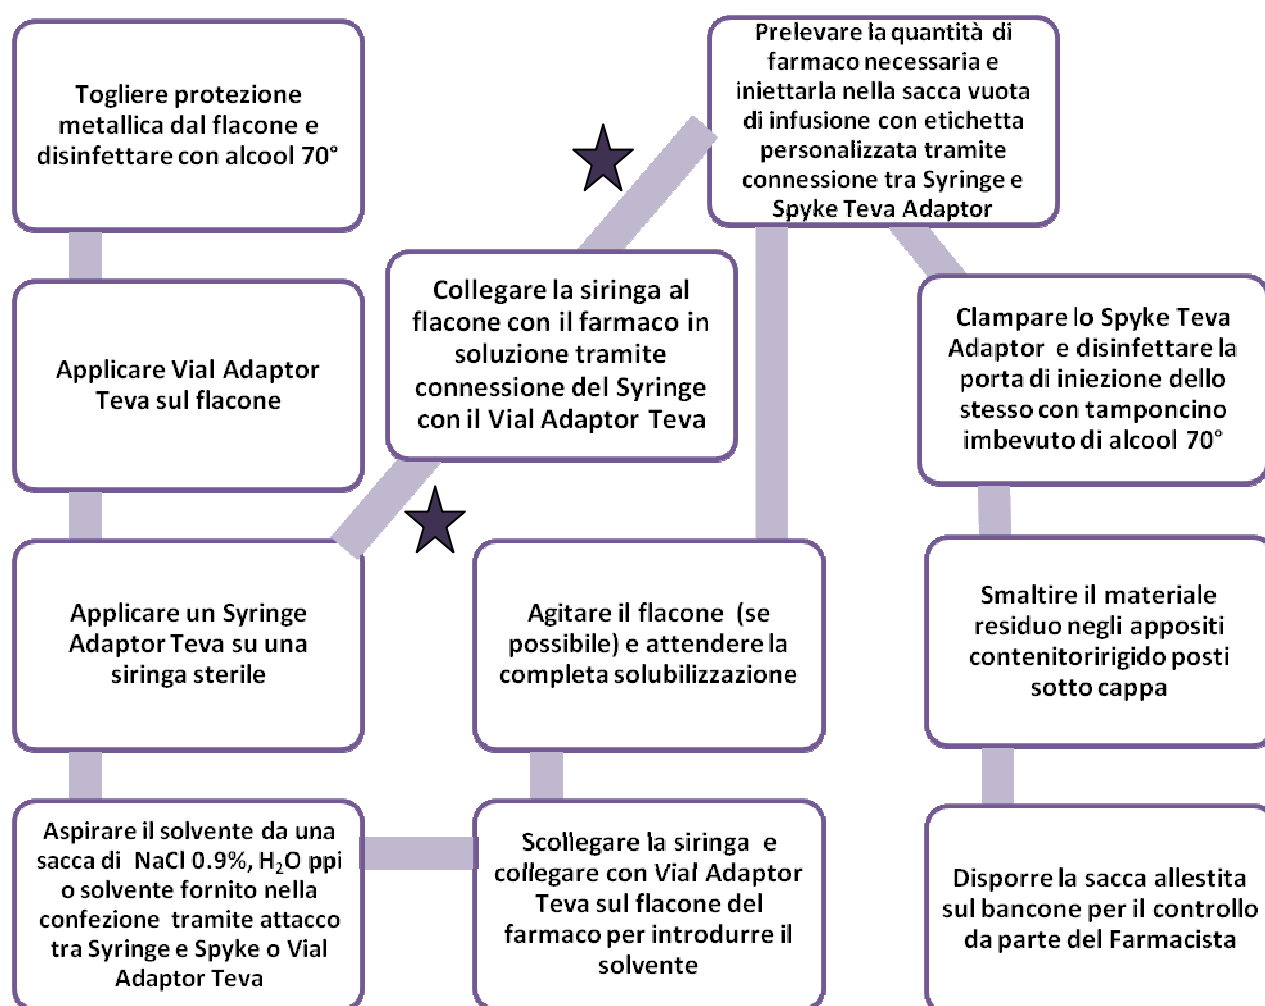 Togliere protezione
metallica dal flacone e
disinfettare con alcool 70°
Applicare Vial Adaptor
Teva sul flacone
Applicare un Syringe
Adaptor Teva su una
siringa sterile
Aspirare il solvente da una
sacca di NaCl 0.9%, H₂O ppi
o solvente fornito nella
confezione tramite attacco
tra Syringe e Spyke o Vial
Adaptor Teva
Collegare la siringa al
flacone con il farmaco in
soluzione tramite
connessione del Syringe
con il Vial Adaptor Teva
Scollegare la siringa e
collegare con Vial Adaptor
Teva sul flacone del
farmaco per introdurre il
solvente
Agitare il flacone (se
possibile) e attendere la
completa solubilizzazione
Prelevare la quantità di
farmaco necessaria e
iniettarla nella sacca vuota
di infusione con etichetta
personalizzata tramite
connessione tra Syringe e
Spyke Teva Adaptor
Clampare lo Spyke Teva
Adaptor e disinfettare la
porta di iniezione dello
stesso con tamponcino
imbevuto di alcool 70°
Smaltire il materiale
residuo negli appositi
contenitoririgido posti
sotto cappa
Disporre la sacca allestita
sul bancone per il controllo
da parte del Farmacista